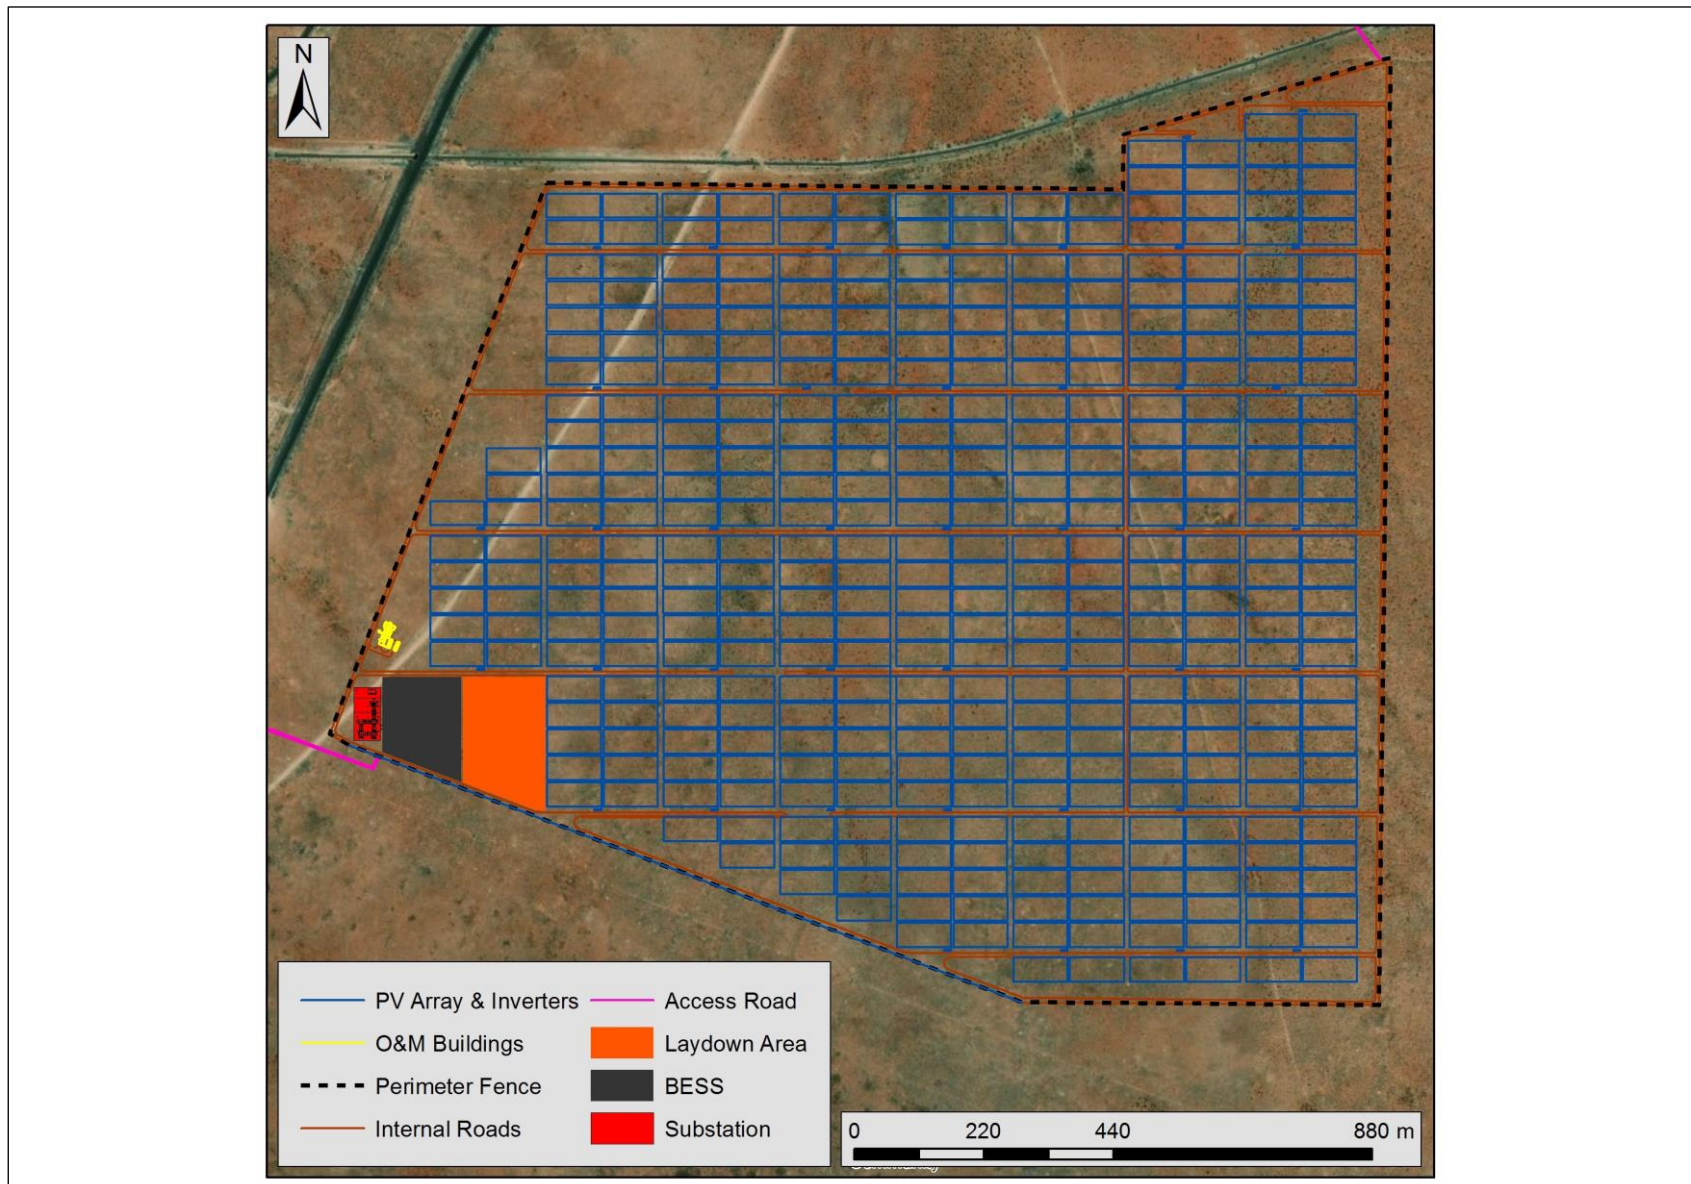 N
PV Array & Inverters
Access Road
O&M Buildings
Laydown Area
Perimeter Fence
BESS
Internal Roads
Substation
0 220 440 880 m